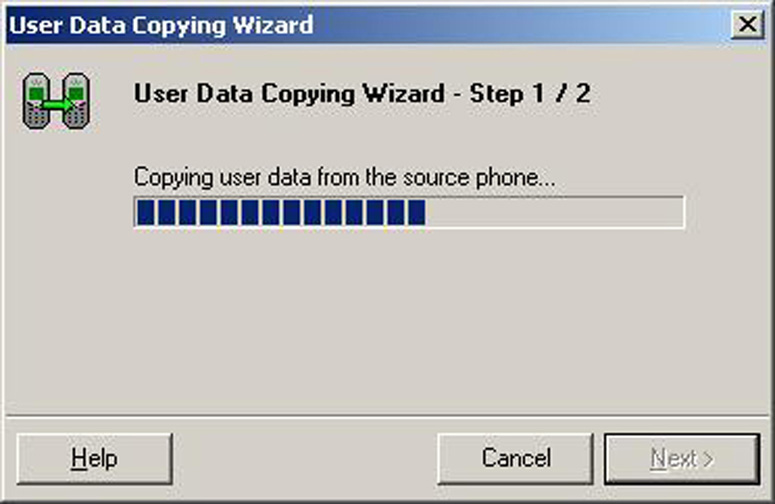 User Data Copying Wizard
User Data Copying Wizard - Step 1 / 2
Copying user data from the source phone...
Help
Cancel
Next >